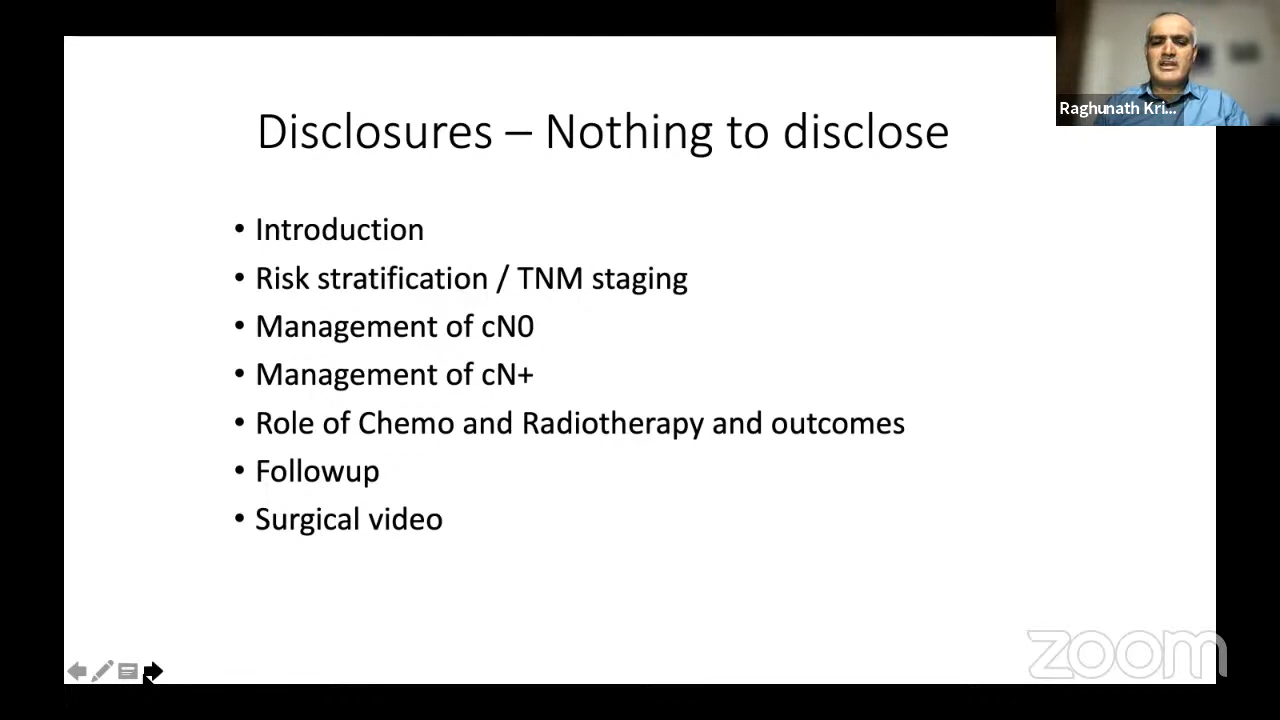 Disclosures – Nothing to disclose
• Introduction
• Risk stratification / TNM staging
• Management of cN0
• Management of cN+
• Role of Chemo and Radiotherapy and outcomes
• Followup
• Surgical video
Raghunath Kri...
zoom